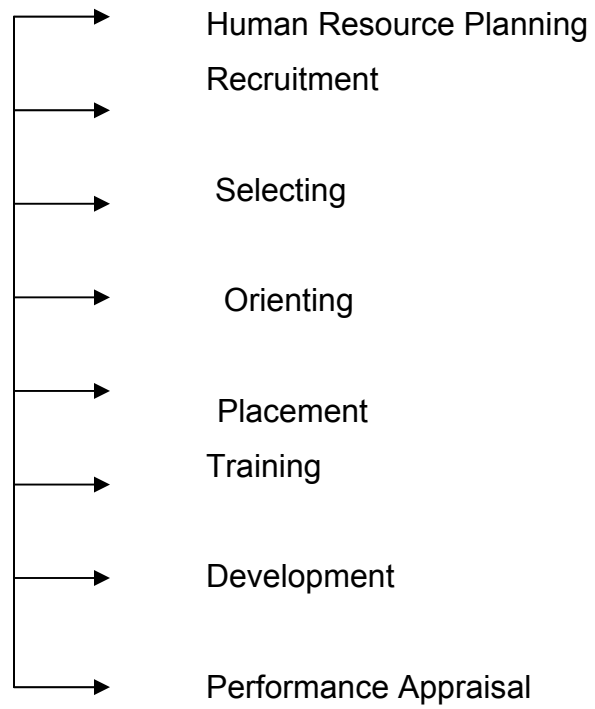 Human Resource Planning
Recruitment
Selecting
Orienting
Placement
Training
Development
Performance Appraisal